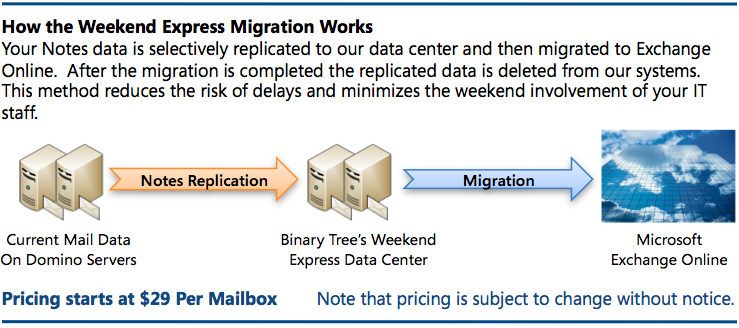 How the Weekend Express Migration Works
Your Notes data is selectively replicated to our data center and then migrated to Exchange
Online.  After the migration is completed the replicated data is deleted from our systems.
This method reduces the risk of delays and minimizes the weekend involvement of your IT
staff.
Notes Replication
Migration
Current Mail Data
On Domino Servers
Binary Tree's Weekend
Express Data Center
Microsoft
Exchange Online
Pricing starts at $29 Per Mailbox
Note that pricing is subject to change without notice.